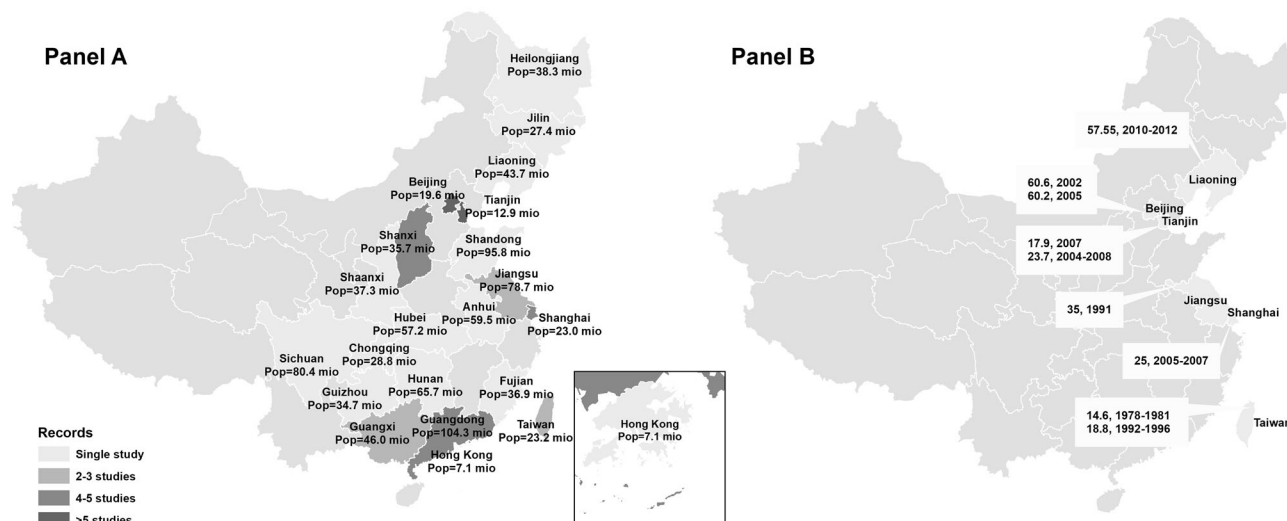 Panel A
Heilongjiang
Pop=38.3 mio
Jilin
Pop=27.4 mio
Liaoning
Pop=43.7 mio
Beijing
Pop=19.6 mio
Tianjin
Pop=12.9 mio
Shanxi
Pop=35.7 mio
Shandong
Pop=95.8 mio
Shaanxi
Pop=37.3 mio
Jiangsu
Pop=78.7 mio
Anhui
Pop=59.5 mio
Hubei
Pop=57.2 mio
Shanghai
Pop=23.0 mio
Chongqing
Pop=28.8 mio
Sichuan
Pop=80.4 mio
Hunan
Pop=65.7 mio
Fujian
Pop=36.9 mio
Guizhou
Pop=34.7 mio
Guangxi
Pop=46.0 mio
Guangdong
Pop=104.3 mio
Taiwan
Pop=23.2 mio
Hong Kong
Pop=7.1 mio
Hong Kong
Pop=7.1 mio
Records
Single study
2-3 studies
4-5 studies
>5 studies
Panel B
57.55, 2010-2012
Liaoning
60.6, 2002
60.2, 2005
Beijing
Tianjin
17.9, 2007
23.7, 2004-2008
35, 1991
Jiangsu
Shanghai
25, 2005-2007
14.6, 1978-1981
18.8, 1992-1996
Taiwan